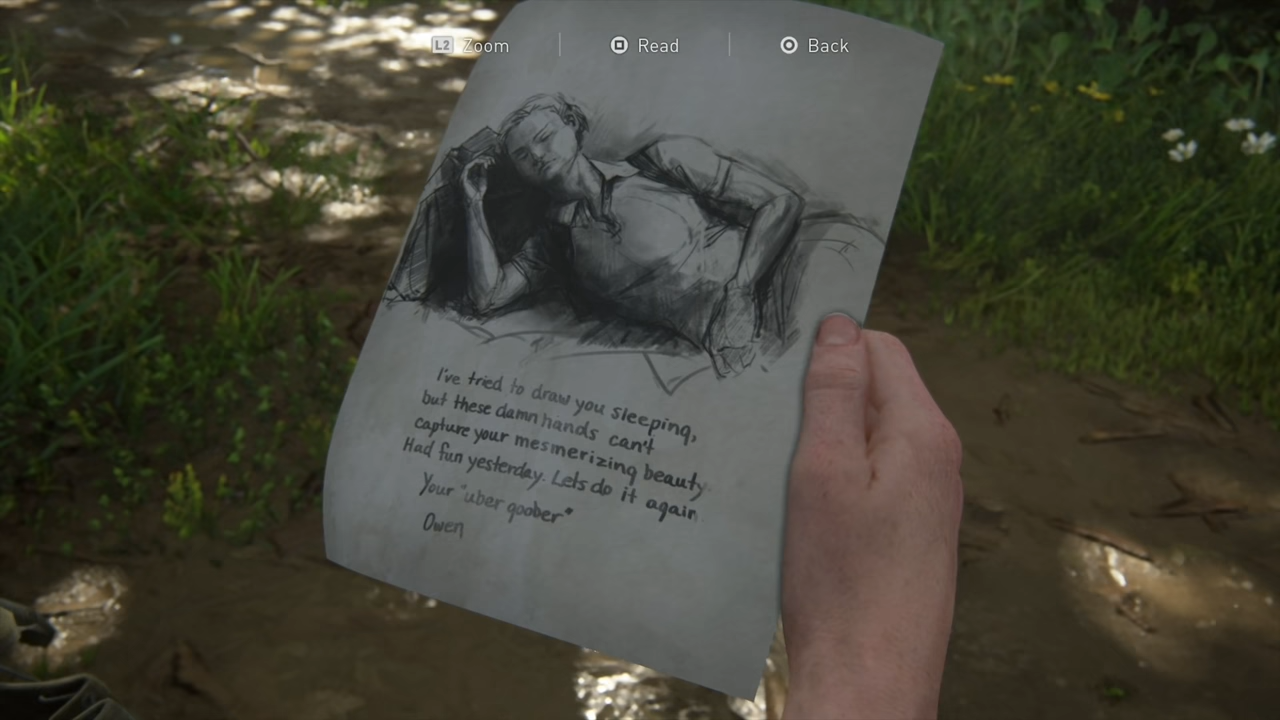 L2 Zoom Read Back
I've tried to draw you sleeping,
but these damn hands can't
capture your mesmerizing beauty.
Had fun yesterday. Lets do it again.
Your "uber goober"
Owen